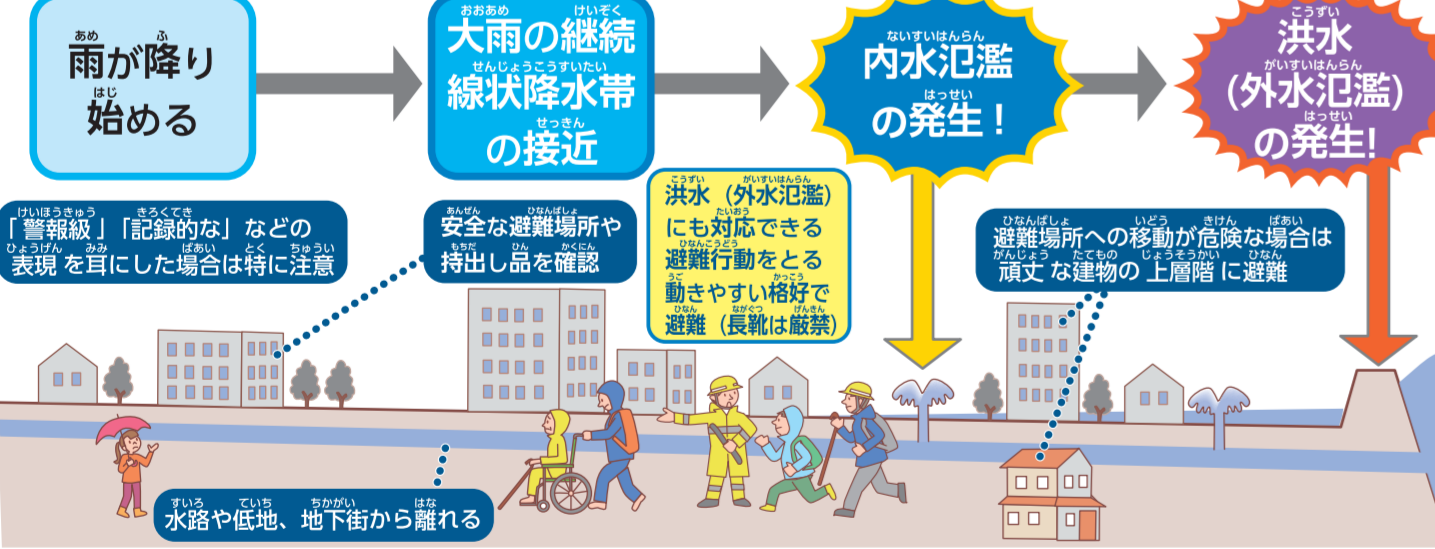 雨が降り
始める
大雨の継続
線状降水帯
の接近
内水氾濫
の発生！
洪水
(外水氾濫)
の発生！
「警報級」「記録的な」などの
表現を耳にした場合は特に注意
安全な避難場所や
持出し品を確認
洪水（外水氾濫）
にも対応できる
避難行動をとる
動きやすい格好で
避難（長靴は厳禁）
避難場所への移動が危険な場合は
頑丈な建物の上層階に避難
水路や低地、地下街から離れる